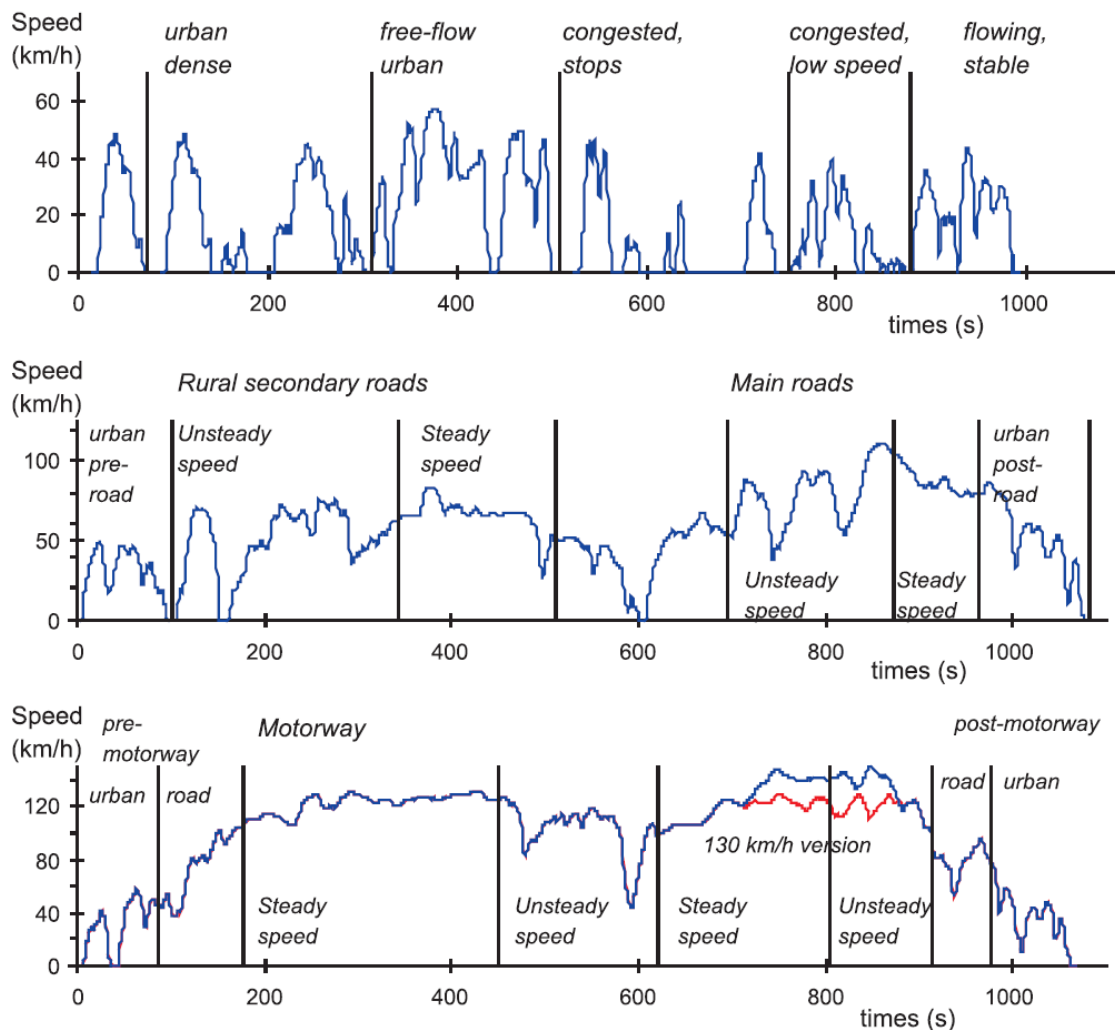 Speed
(km/h)
urban
dense
free-flow
urban
congested,
stops
congested,
low speed
flowing,
stable
60
40
20
0
0 200 400 600 800 1000
times (s)
Speed
(km/h)
Rural secondary roads
Main roads
urban
pre-
road
Unsteady
speed
Steady
speed
urban
post-
road
100
50
0
Unsteady
speed
Steady
speed
0 200 400 600 800 1000
times (s)
Speed
(km/h)
pre-
motorway
Motorway
post-motorway
urban
road
road
urban
120
80
40
0
130 km/h version
Steady
speed
Unsteady
speed
Steady
speed
Unsteady
speed
0 200 400 600 800 1000
times (s)